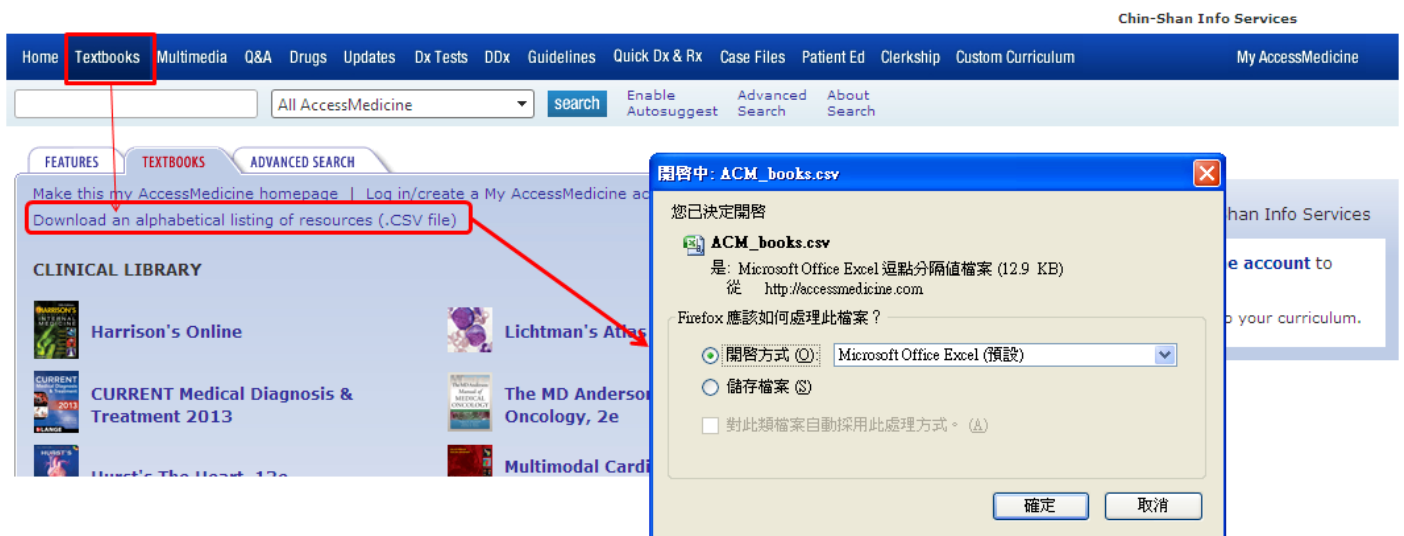 Chin-Shan Info Services
Home Textbooks Multimedia Q&A Drugs Updates Dx Tests DDx Guidelines Quick Dx & Rx Case Files Patient Ed Clerkship Custom Curriculum My AccessMedicine
All AccessMedicine search Enable Autosuggest Advanced Search About Search
FEATURES TEXTBOOKS ADVANCED SEARCH
Make this my AccessMedicine homepage | Log in/create a My AccessMedicine ac
Download an alphabetical listing of resources (.CSV file)
CLINICAL LIBRARY
Harrison's Online
Lichtman's Atlas
CURRENT Medical Diagnosis &
Treatment 2013
The MD Anderson
Oncology, 2e
Hurst's The Heart, 13e
Multimodal Cardi
開啓中: ACM_books.csv
您已決定開啓
ACM_books.csv
是: Microsoft Office Excel 逗點分隔值檔案 (12.9 KB)
從 http://accessmedicine.com
Firefox 應該如何處理此檔案？
開啓方式 (O): Microsoft Office Excel (預設)
儲存檔案 (S)
對此類檔案自動採用此處理方式。(A)
確定 取消
han Info Services
e account to
o your curriculum.